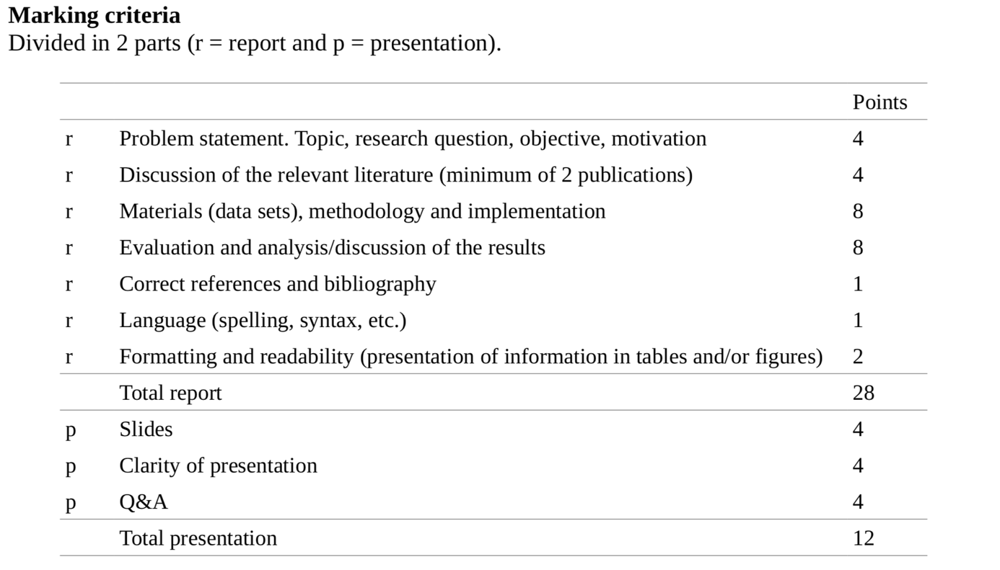 Marking criteria
Divided in 2 parts (r = report and p = presentation).
Points
r Problem statement. Topic, research question, objective, motivation 4
r Discussion of the relevant literature (minimum of 2 publications) 4
r Materials (data sets), methodology and implementation 8
r Evaluation and analysis/discussion of the results 8
r Correct references and bibliography 1
r Language (spelling, syntax, etc.) 1
r Formatting and readability (presentation of information in tables and/or figures) 2
Total report 28
p Slides 4
p Clarity of presentation 4
p Q&A 4
Total presentation 12